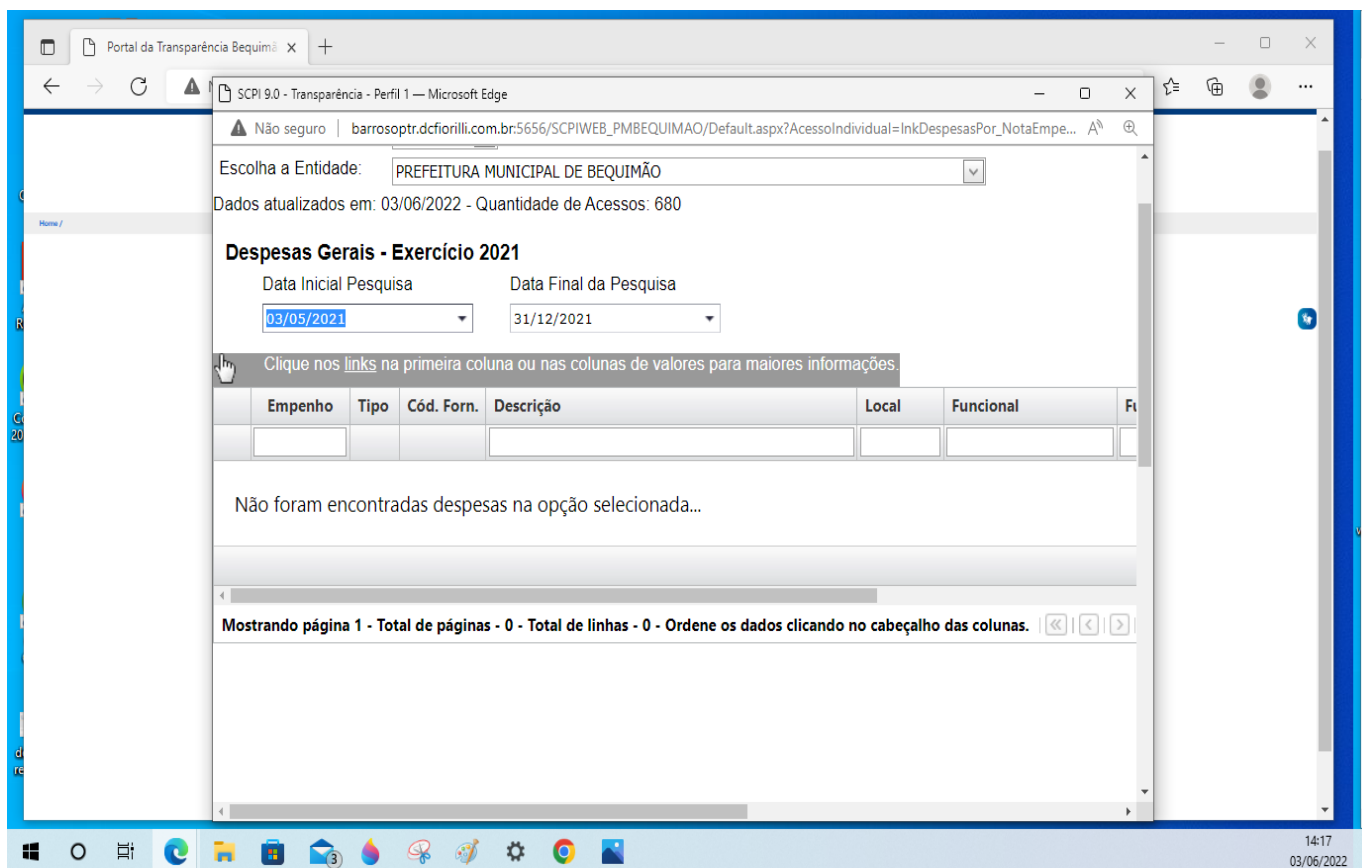 Portal da Transparência Bequimã
SCPI 9.0 - Transparência - Perfil 1 — Microsoft Edge
Não seguro | barrosoptr.dcfiorilli.com.br:5656/SCPIWEB_PMBEQUIMAO/Default.aspx?AcessoIndividual=lnkDespesasPor_NotaEmpe...
Escolha a Entidade: PREFEITURA MUNICIPAL DE BEQUIMÃO
Dados atualizados em: 03/06/2022 - Quantidade de Acessos: 680
Home /
Despesas Gerais - Exercício 2021
Data Inicial Pesquisa Data Final da Pesquisa
03/05/2021 31/12/2021
Clique nos links na primeira coluna ou nas colunas de valores para maiores informações.
Empenho Tipo Cód. Forn. Descrição Local Funcional
Não foram encontradas despesas na opção selecionada...
Mostrando página 1 - Total de páginas - 0 - Total de linhas - 0 - Ordene os dados clicando no cabeçalho das colunas.
3
14:17
03/06/2022